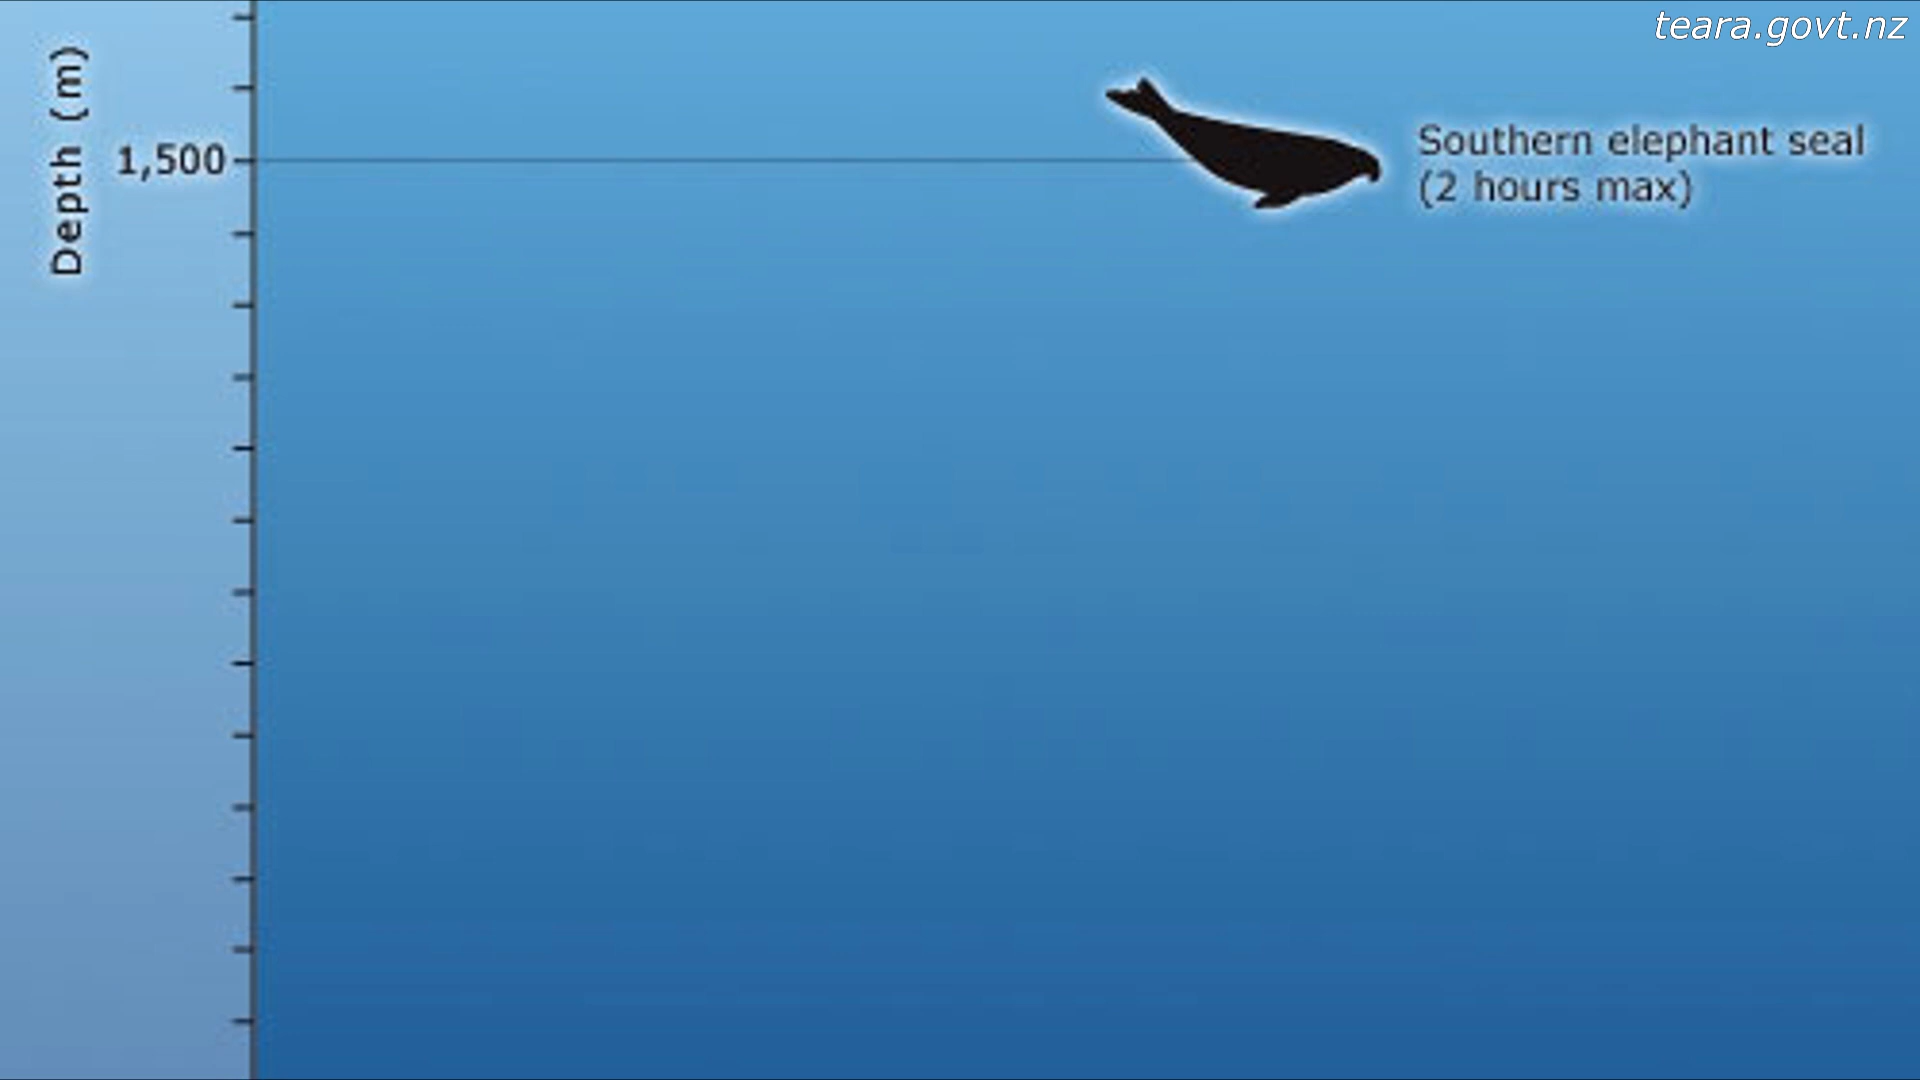 teara.govt.nz
Depth (m)
1,500
Southern elephant seal
(2 hours max)